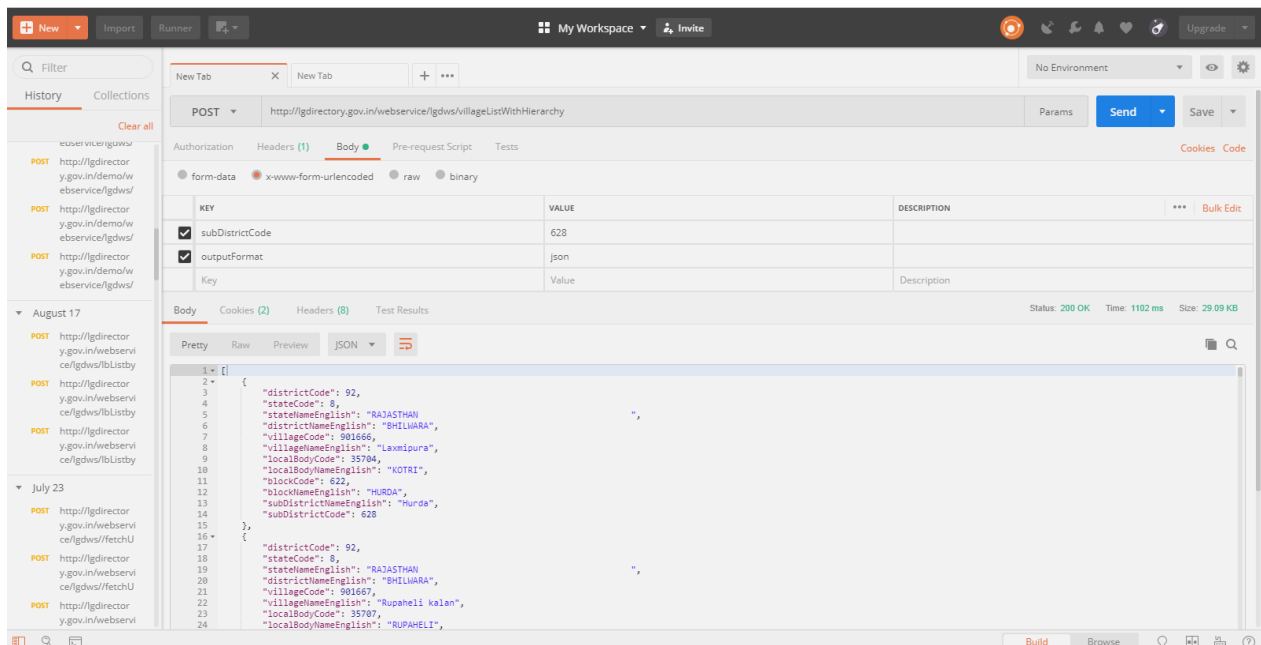 New Import Runner My Workspace Invite Upgrade
Filter
History Collections
Clear all
ebservice/lgdws/
POST http://lgdirector
y.gov.in/demo/w
ebservice/lgdws/
POST http://lgdirector
y.gov.in/demo/w
ebservice/lgdws/
POST http://lgdirector
y.gov.in/demo/w
ebservice/lgdws/
August 17
POST http://lgdirector
y.gov.in/webservi
ce/lgdws/lbListby
POST http://lgdirector
y.gov.in/webservi
ce/lgdws/lbListby
POST http://lgdirector
y.gov.in/webservi
ce/lgdws/lbListby
July 23
POST http://lgdirector
y.gov.in/webservi
ce/lgdws//fetchU
POST http://lgdirector
y.gov.in/webservi
ce/lgdws//fetchU
POST http://lgdirector
y.gov.in/webservi
New Tab New Tab No Environment
POST http://lgdirectory.gov.in/webservice/lgdws/villageListWithHierarchy Params Send Save
Authorization Headers (1) Body Pre-request Script Tests Cookies Code
form-data x-www-form-urlencoded raw binary
KEY VALUE DESCRIPTION Bulk Edit
subDistrictCode 628
outputFormat json
Key Value Description
Body Cookies (2) Headers (8) Test Results Status: 200 OK Time: 1102 ms Size: 29.09 KB
Pretty Raw Preview JSON
1 [
2 {
3 "districtCode": 92,
4 "stateCode": 8,
5 "stateNameEnglish": "RAJASTHAN ",
6 "districtNameEnglish": "BHILWARA",
7 "villageCode": 901666,
8 "villageNameEnglish": "Laxmipura",
9 "localBodyCode": 35704,
10 "localBodyNameEnglish": "KOTRI",
11 "blockCode": 622,
12 "blockNameEnglish": "HURDA",
13 "subDistrictNameEnglish": "Hurda",
14 "subDistrictCode": 628
15 },
16 {
17 "districtCode": 92,
18 "stateCode": 8,
19 "stateNameEnglish": "RAJASTHAN ",
20 "districtNameEnglish": "BHILWARA",
21 "villageCode": 901667,
22 "villageNameEnglish": "Rupaheli kalan",
23 "localBodyCode": 35707,
24 "localBodyNameEnglish": "RUPAHELI",
Build Browse